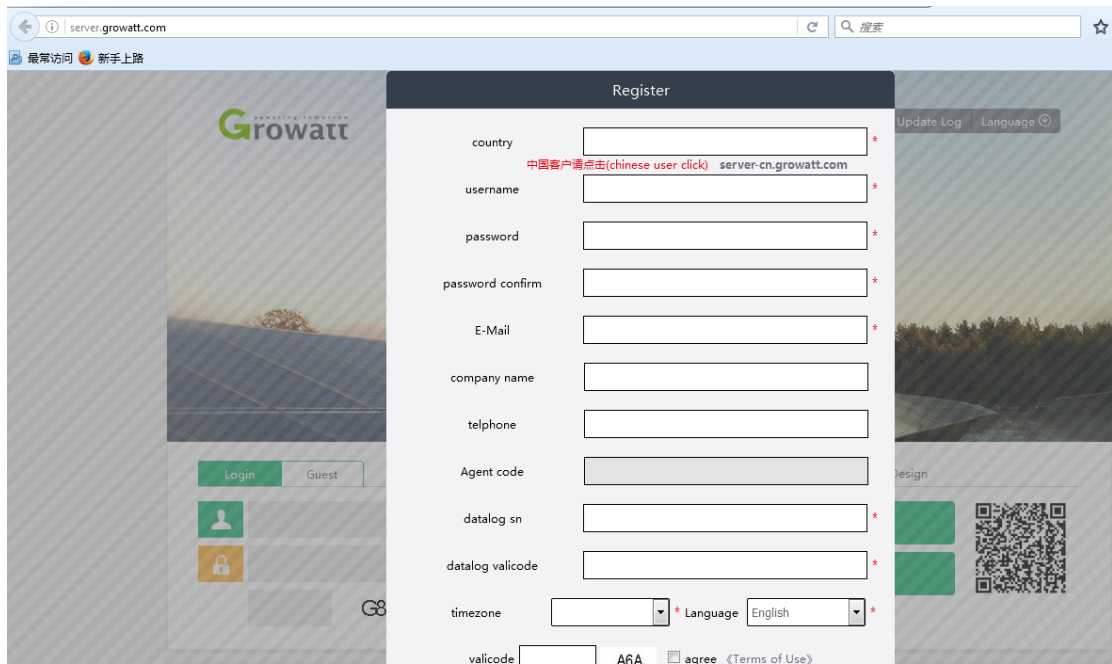 server.growatt.com
搜索
最常访问 新手上路
Register
powering tomorrow
Growatt
Update Log Language
country *
中国客户请点击(chinese user click) server-cn.growatt.com
username *
password *
password confirm *
E-Mail *
company name
telphone
Agent code
Login Guest
Design
datalog sn *
datalog valicode *
G8
timezone * Language English *
valicode A6A agree 《Terms of Use》